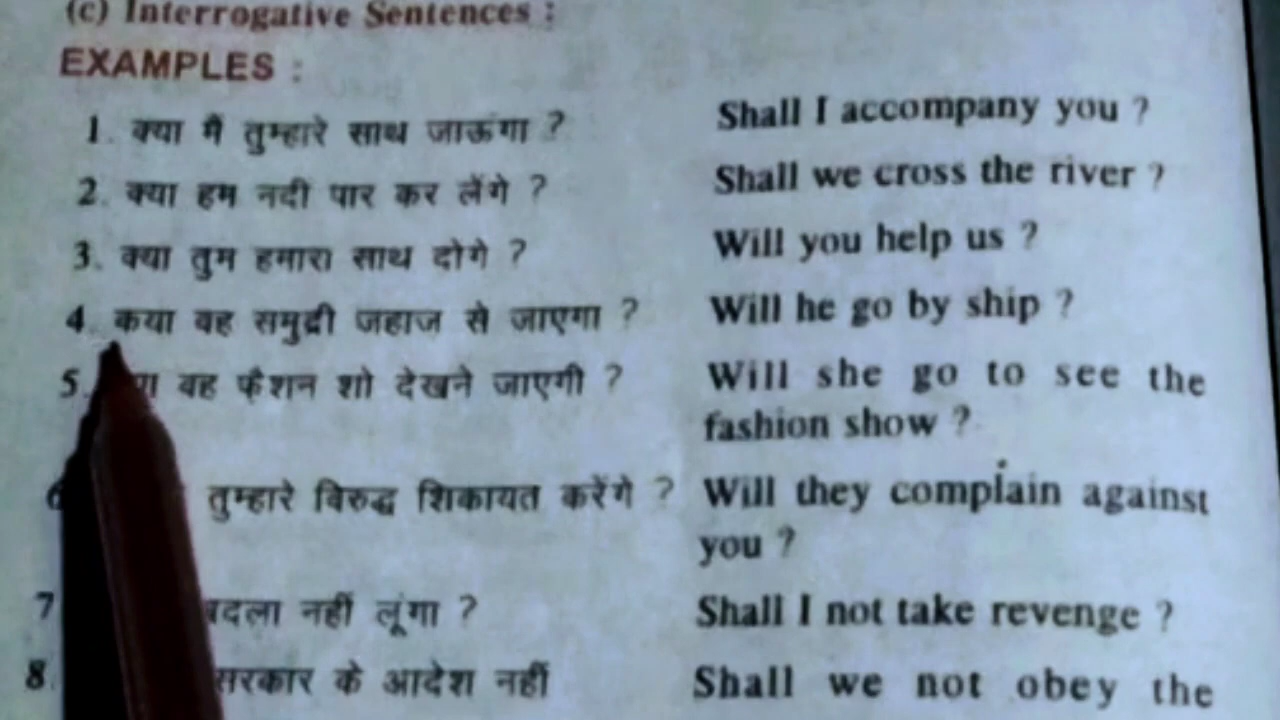 (c) Interrogative Sentences :
EXAMPLES :
1. क्या मैं तुम्हारे साथ जाऊंगा ? Shall I accompany you ?
2. क्या हम नदी पार कर लेंगे ? Shall we cross the river ?
3. क्या तुम हमारा साथ दोगे ? Will you help us ?
4. कया वह समुद्री जहाज से जाएगा ? Will he go by ship ?
5. वह फैशन शो देखने जाएगी ? Will she go to see the
fashion show ?
तुम्हारे विरुद्ध शिकायत करेंगे ? Will they complain against
you ?
7 बदला नहीं लूंगा ? Shall I not take revenge ?
8. सरकार के आदेश नहीं Shall we not obey the